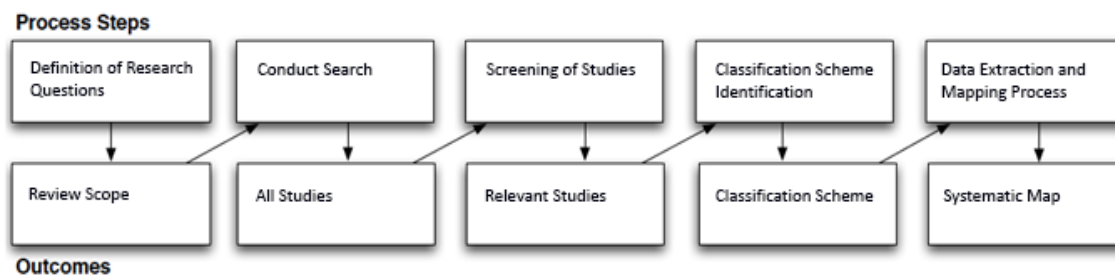 Process Steps
Definition of Research
Questions
Conduct Search
Screening of Studies
Classification Scheme
Identification
Data Extraction and
Mapping Process
Review Scope
All Studies
Relevant Studies
Classification Scheme
Systematic Map
Outcomes